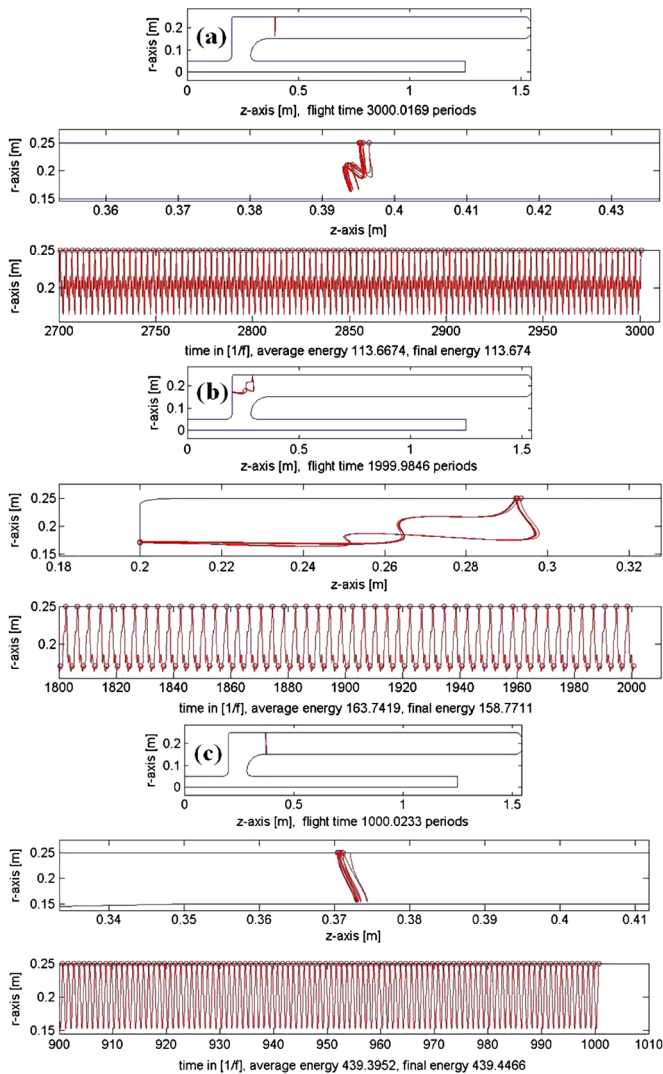 (a)
r-axis [m]
0.2
0.1
0
0 0.5 1 1.5
z-axis [m], flight time 3000.0169 periods
r-axis [m]
0.25
0.2
0.15
0.36 0.37 0.38 0.39 0.4 0.41 0.42 0.43
z-axis [m]
r-axis [m]
0.25
0.2
2700 2750 2800 2850 2900 2950 3000
time in [1/f], average energy 113.6674, final energy 113.674
(b)
r-axis [m]
0.2
0.1
0
0 0.5 1 1.5
z-axis [m], flight time 1999.9846 periods
r-axis [m]
0.25
0.2
0.15
0.18 0.2 0.22 0.24 0.26 0.28 0.3 0.32
z-axis [m]
r-axis [m]
0.25
0.2
1800 1820 1840 1860 1880 1900 1920 1940 1960 1980 2000
time in [1/f], average energy 163.7419, final energy 158.7711
(c)
r-axis [m]
0.2
0.1
0
0 0.5 1 1.5
z-axis [m], flight time 1000.0233 periods
r-axis [m]
0.25
0.2
0.15
0.34 0.35 0.36 0.37 0.38 0.39 0.4 0.41
z-axis [m]
r-axis [m]
0.25
0.2
0.15
900 910 920 930 940 950 960 970 980 990 1000 1010
time in [1/f], average energy 439.3952, final energy 439.4466